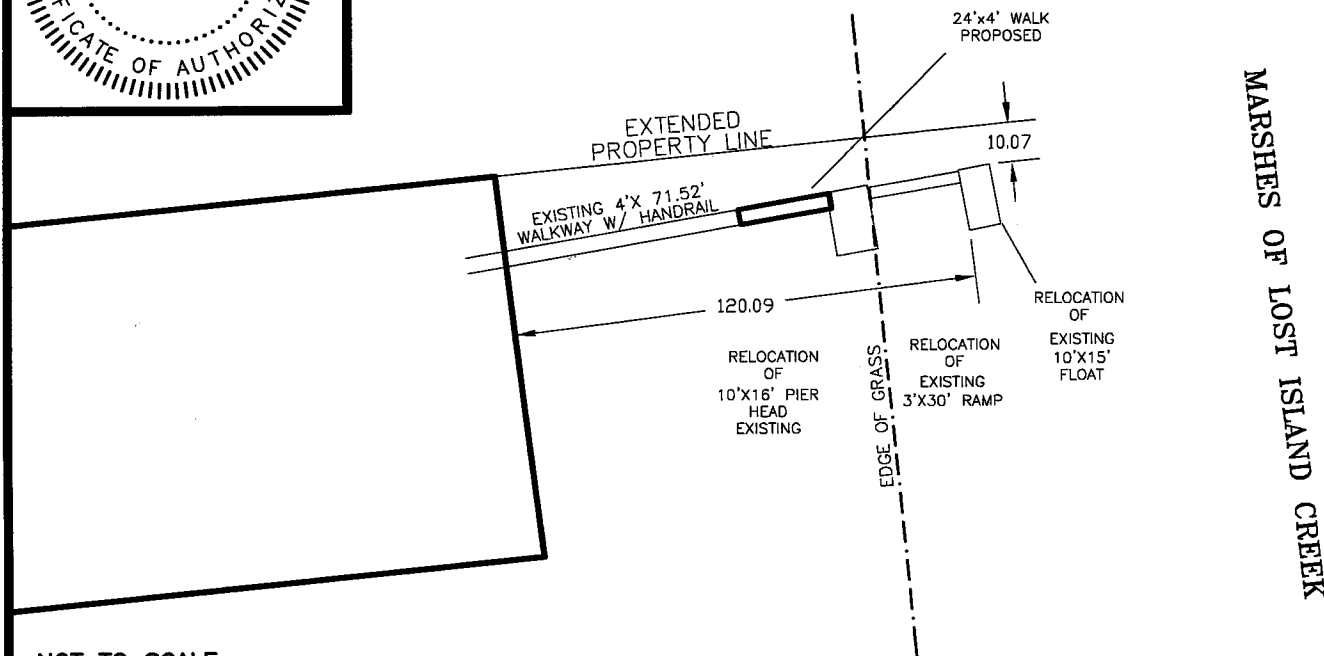 FICATE OF AUTHORIZ
24'x4' WALK
PROPOSED
EXTENDED
PROPERTY LINE
10.07
EXISTING 4'X 71.52'
WALKWAY W/ HANDRAIL
120.09
RELOCATION
OF
10'X16' PIER
HEAD
EXISTING
EDGE OF GRASS
RELOCATION
OF
EXISTING
3'X30' RAMP
RELOCATION
OF
EXISTING
10'X15'
FLOAT
MARSHES OF LOST ISLAND CREEK
NOT TO SCALE